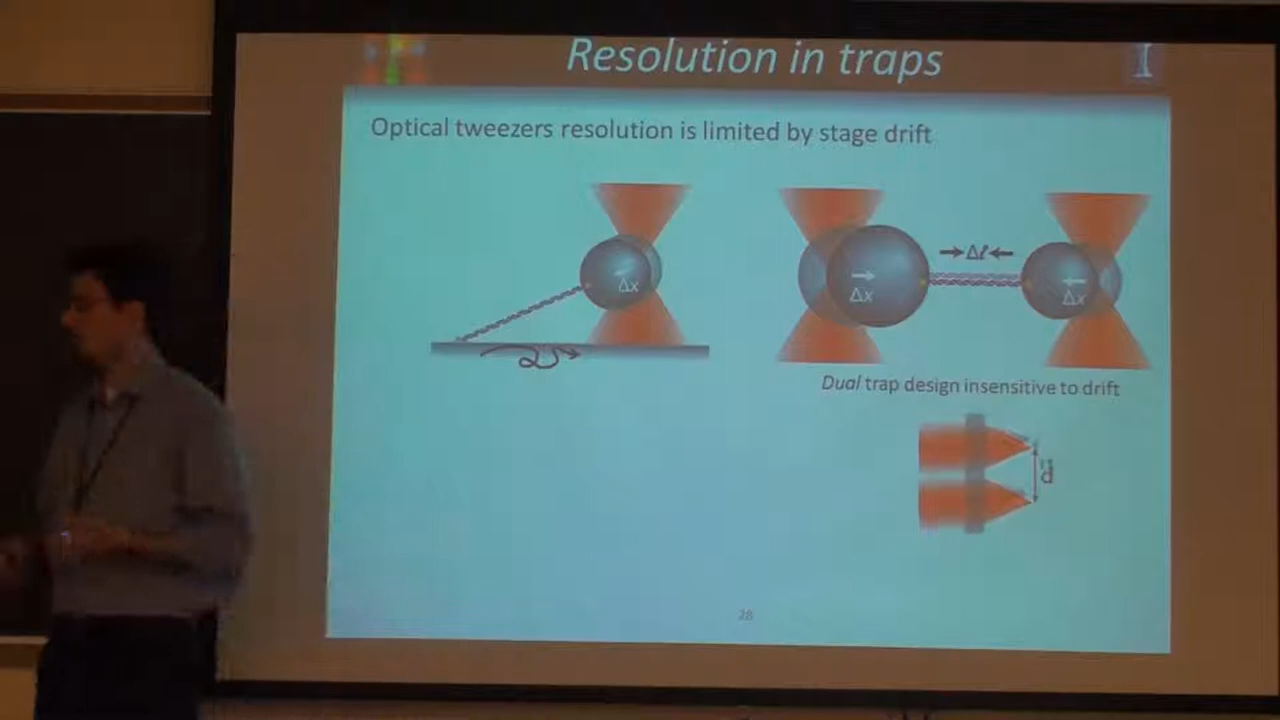 Resolution in traps
I
Optical tweezers resolution is limited by stage drift
Δx
Δx
Δℓ
Δx
Dual trap design insensitive to drift
d
28